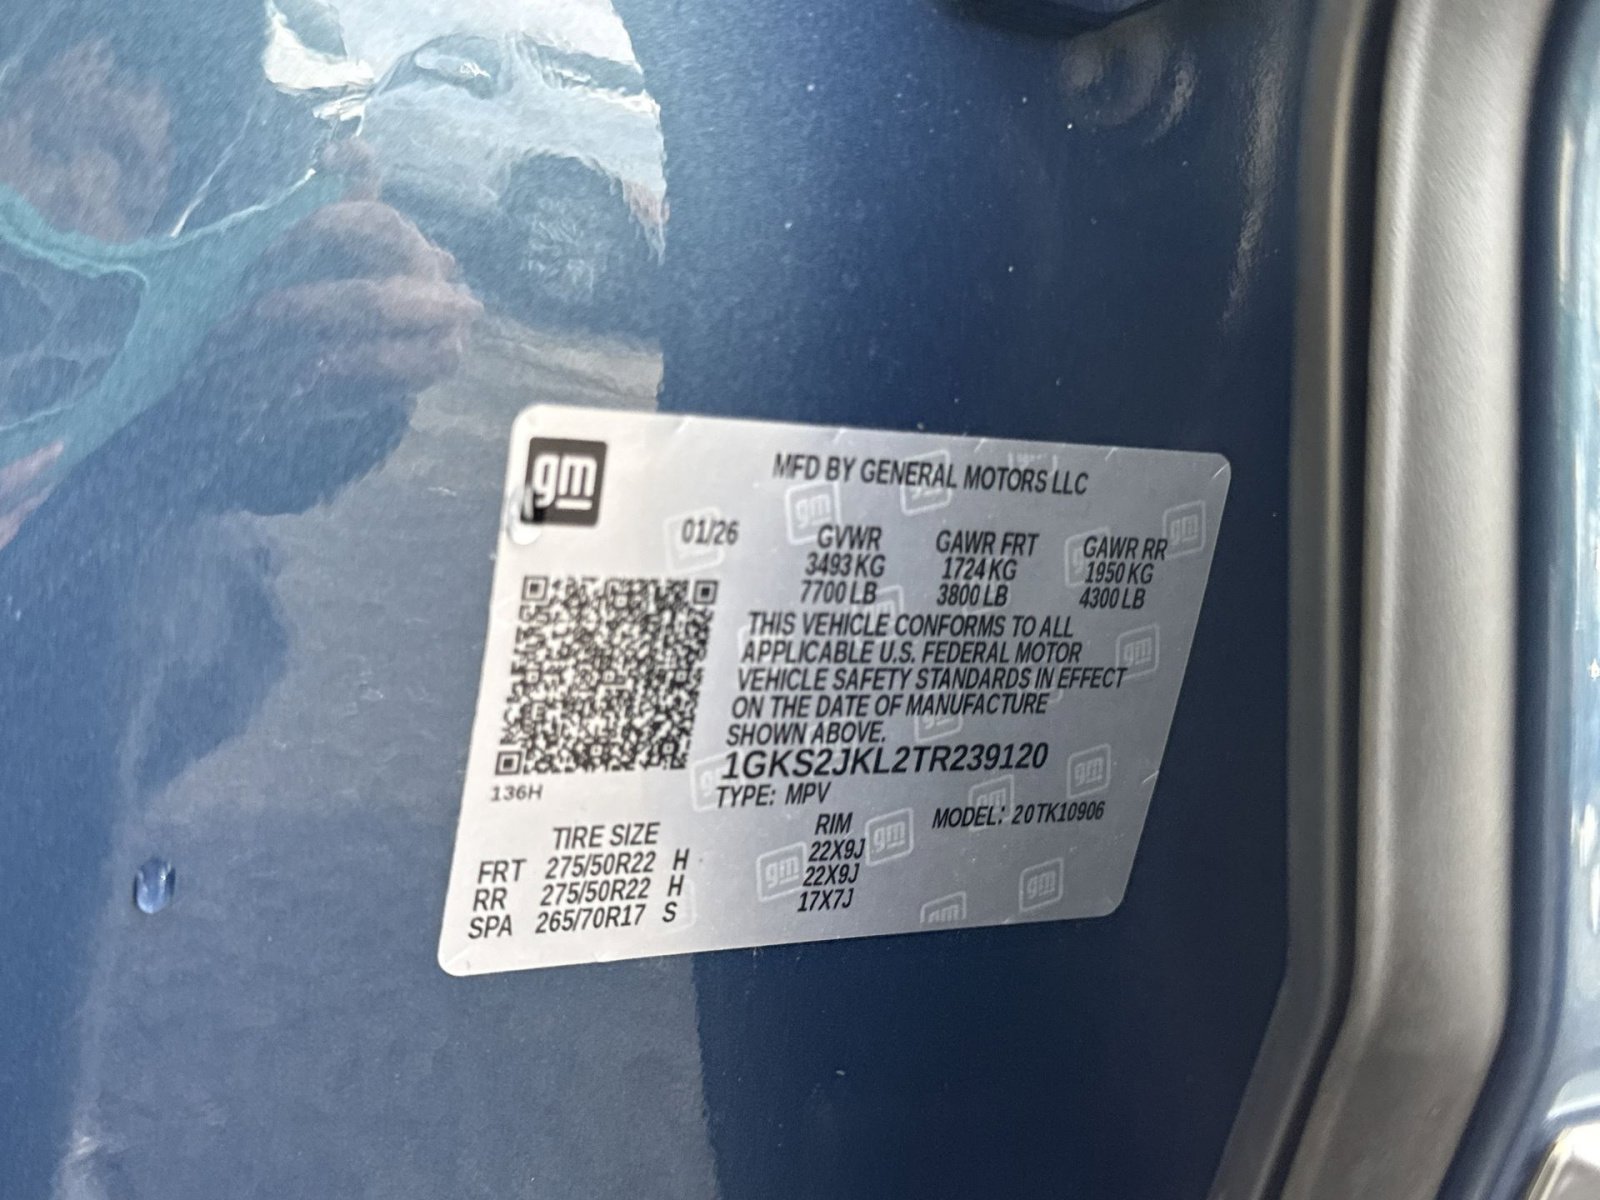 gm
MFD BY GENERAL MOTORS LLC
01/26 GVWR GAWR FRT GAWR RR
3493 KG 1724 KG 1950 KG
7700 LB 3800 LB 4300 LB
THIS VEHICLE CONFORMS TO ALL
APPLICABLE U.S. FEDERAL MOTOR
VEHICLE SAFETY STANDARDS IN EFFECT
ON THE DATE OF MANUFACTURE
SHOWN ABOVE.
1GKS2JKL2TR239120
136H
TYPE: MPV
MODEL: 20TK10906
TIRE SIZE RIM
FRT 275/50R22 H 22X9J
RR 275/50R22 H 22X9J
SPA 265/70R17 S 17X7J